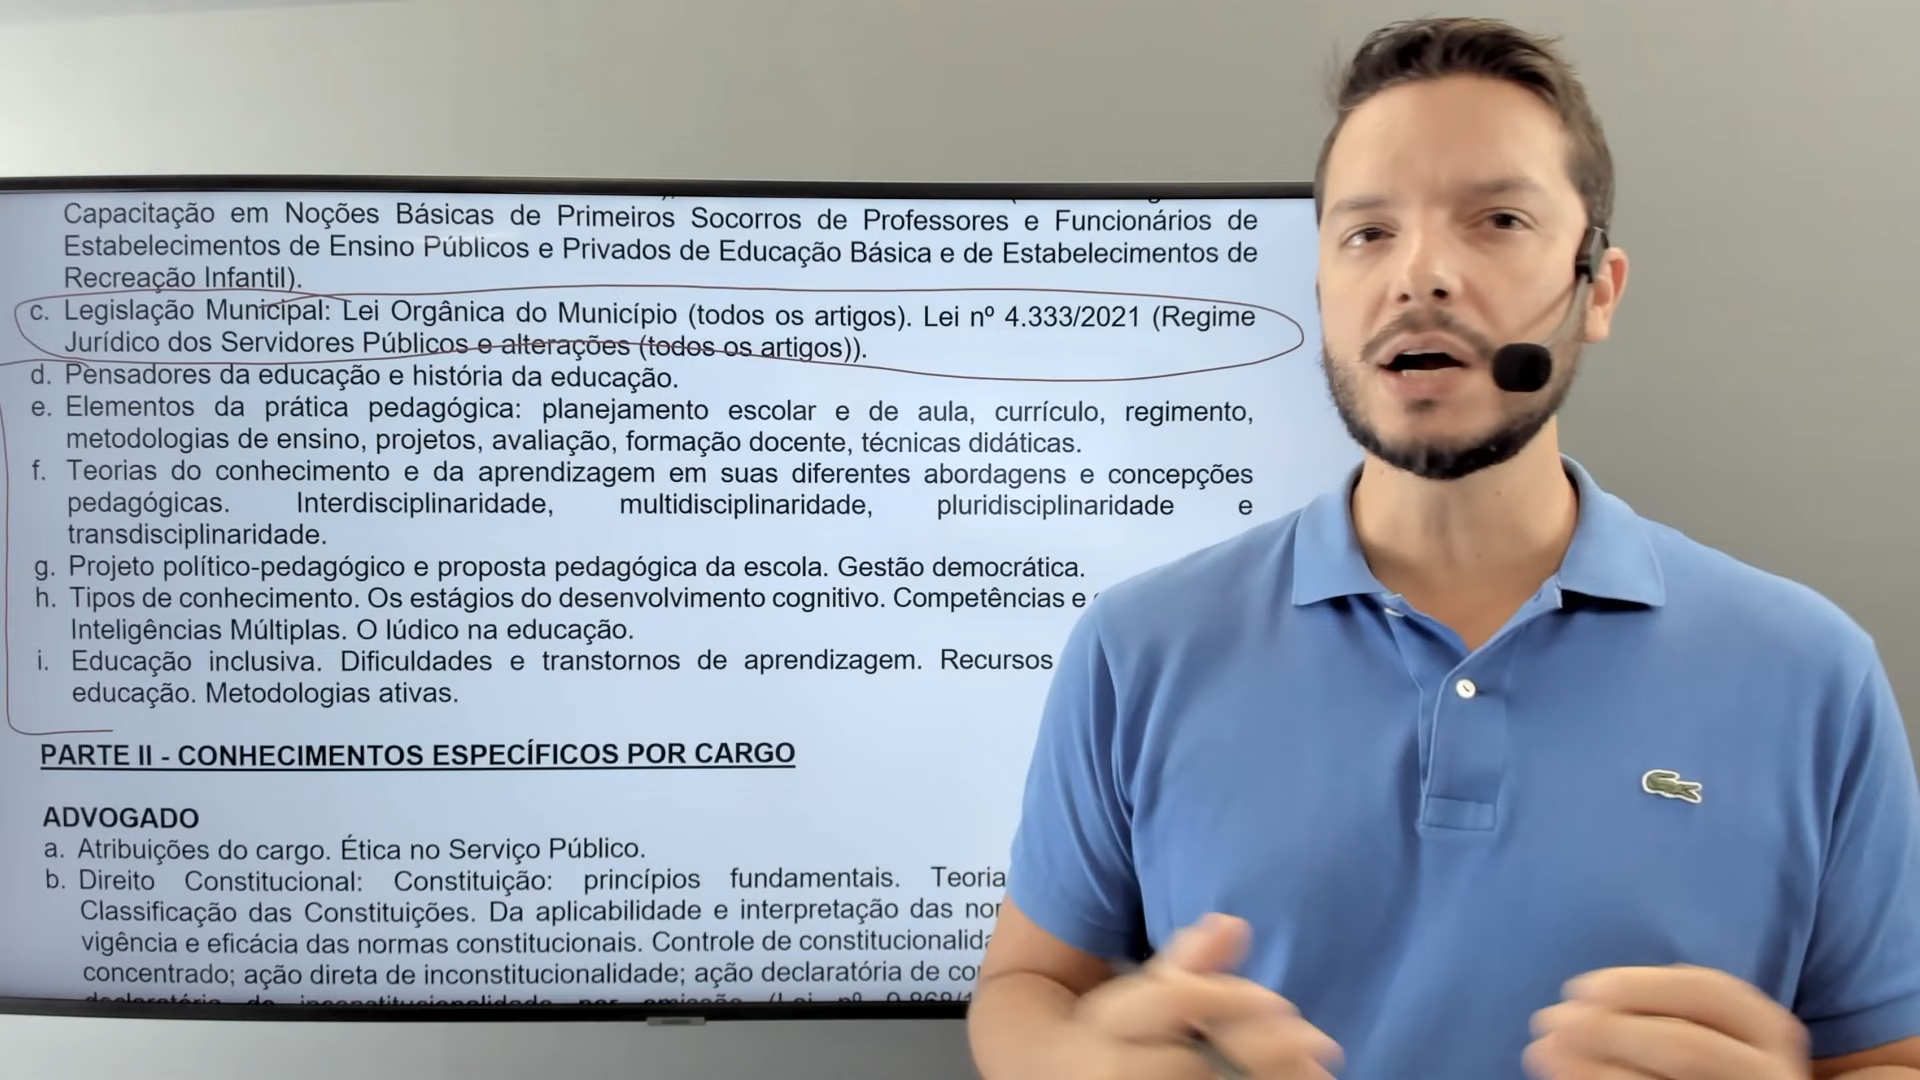 Capacitação em Noções Básicas de Primeiros Socorros de Professores e Funcionários de
Estabelecimentos de Ensino Públicos e Privados de Educação Básica e de Estabelecimentos de
Recreação Infantil).
c. Legislação Municipal: Lei Orgânica do Município (todos os artigos). Lei nº 4.333/2021 (Regime
Jurídico dos Servidores Públicos e alterações (todos os artigos)).
d. Pensadores da educação e história da educação.
e. Elementos da prática pedagógica: planejamento escolar e de aula, currículo, regimento,
metodologias de ensino, projetos, avaliação, formação docente, técnicas didáticas.
f. Teorias do conhecimento e da aprendizagem em suas diferentes abordagens e concepções
pedagógicas. Interdisciplinaridade, multidisciplinaridade, pluridisciplinaridade e
transdisciplinaridade.
g. Projeto político-pedagógico e proposta pedagógica da escola. Gestão democrática.
h. Tipos de conhecimento. Os estágios do desenvolvimento cognitivo. Competências e
Inteligências Múltiplas. O lúdico na educação.
i. Educação inclusiva. Dificuldades e transtornos de aprendizagem. Recursos
educação. Metodologias ativas.
PARTE II - CONHECIMENTOS ESPECÍFICOS POR CARGO
ADVOGADO
a. Atribuições do cargo. Ética no Serviço Público.
b. Direito Constitucional: Constituição: princípios fundamentais. Teoria
Classificação das Constituições. Da aplicabilidade e interpretação das
vigência e eficácia das normas constitucionais. Controle de
concentrado; ação direta de inconstitucionalidade; ação declaratória de